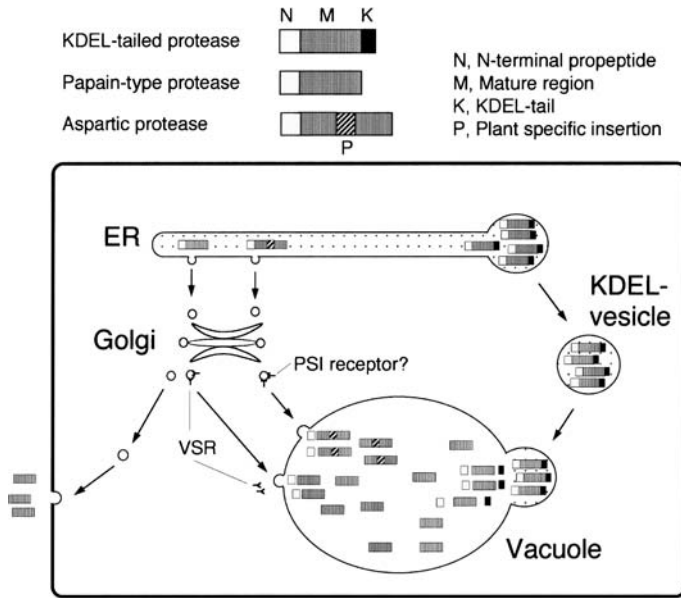 N M K
KDEL-tailed protease
Papain-type protease
Aspartic protease
P
N, N-terminal propeptide
M, Mature region
K, KDEL-tail
P, Plant specific insertion
ER
KDEL-
vesicle
Golgi
PSI receptor?
VSR
Vacuole